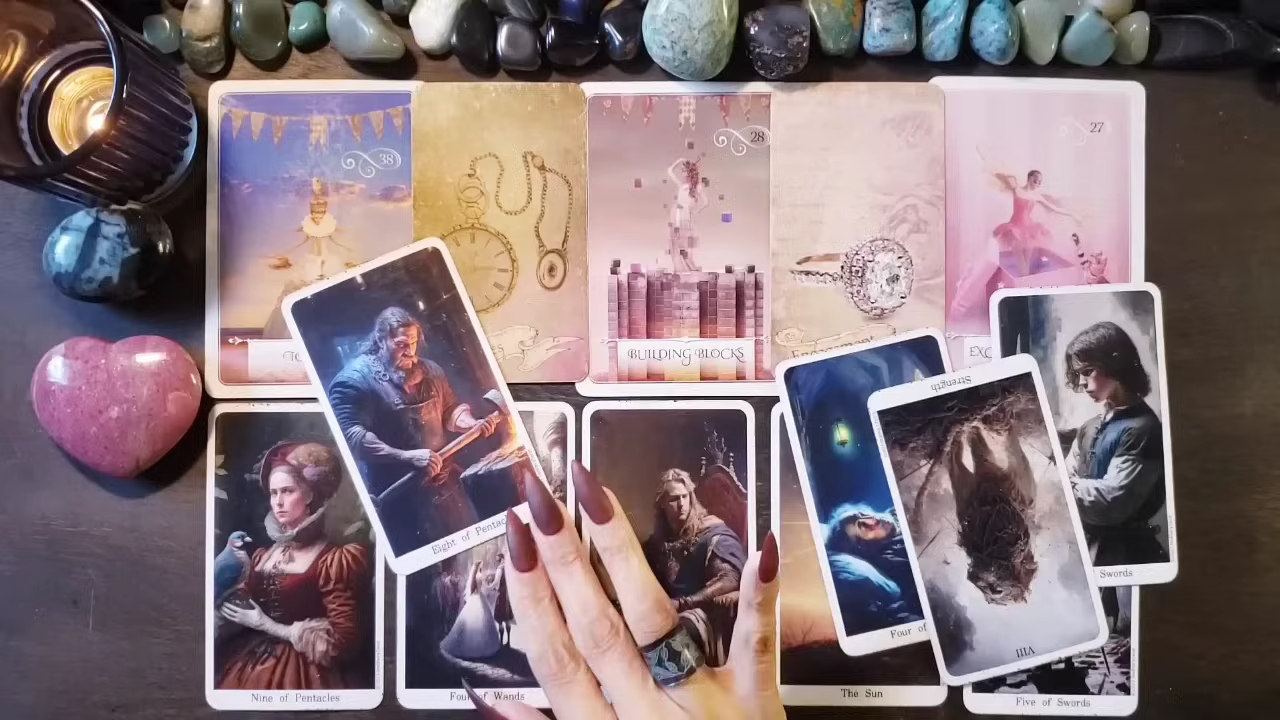 38
28
27
BUILDING BLOCKS
Strength
VIII
Eight of Pentac
Four of
Swords
Nine of Pentacles
Four of Wands
The Sun
Five of Swords